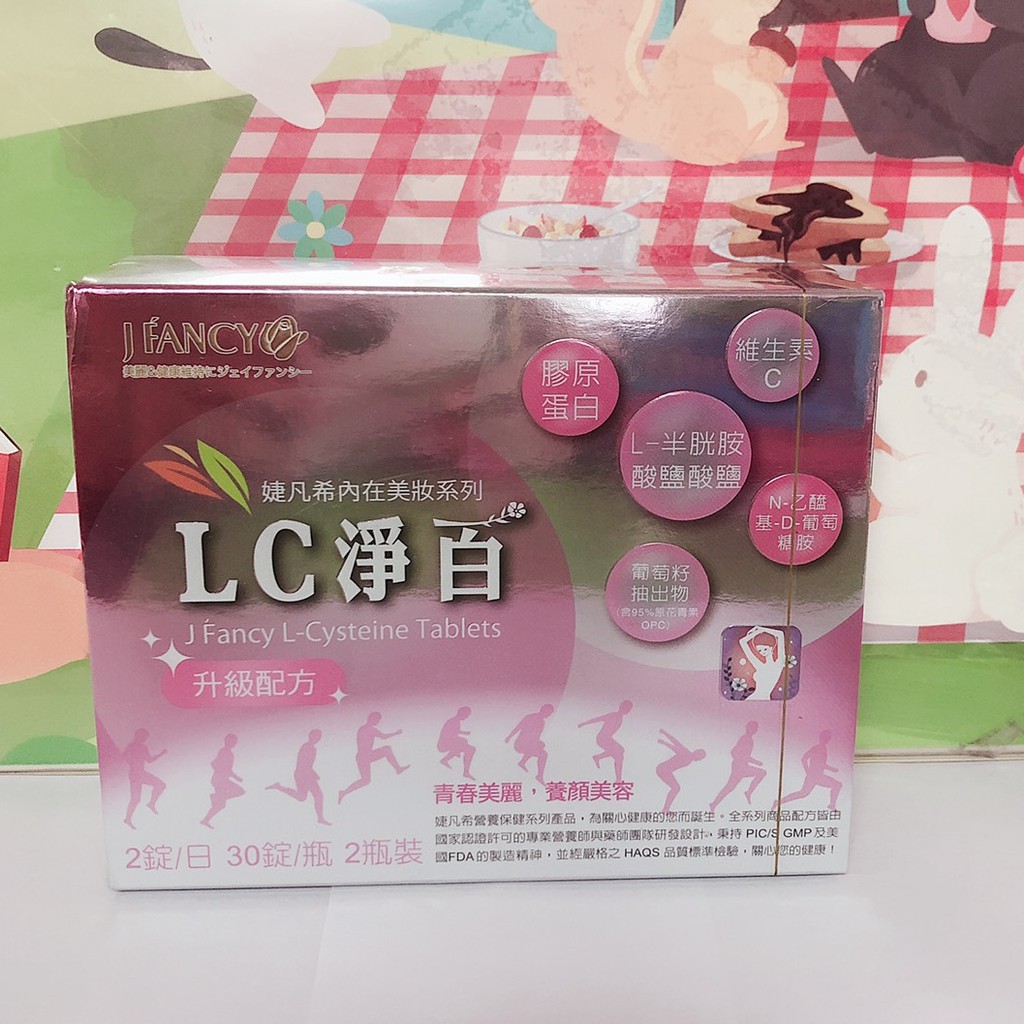 J FANCY
美麗&健康維持にジェイファンシー
婕凡希內在美妝系列
LC淨百
J Fancy L-Cysteine Tablets
升級配方
膠原
蛋白
維生素
C
L-半胱胺
酸鹽酸鹽
N-乙醯
基-D-葡萄
糖胺
葡萄籽
抽出物
(含95%原花青素
OPC)
青春美麗，養顏美容
婕凡希營養保健系列產品，為關心健康的您而誕生。全系列商品配方皆由
國家認證許可的專業營養師與藥師團隊研發設計，秉持 PIC/S GMP及美
國FDA的製造精神，並經嚴格之 HAQS 品質標準檢驗，關心您的健康！
2錠/日 30錠/瓶 2瓶裝